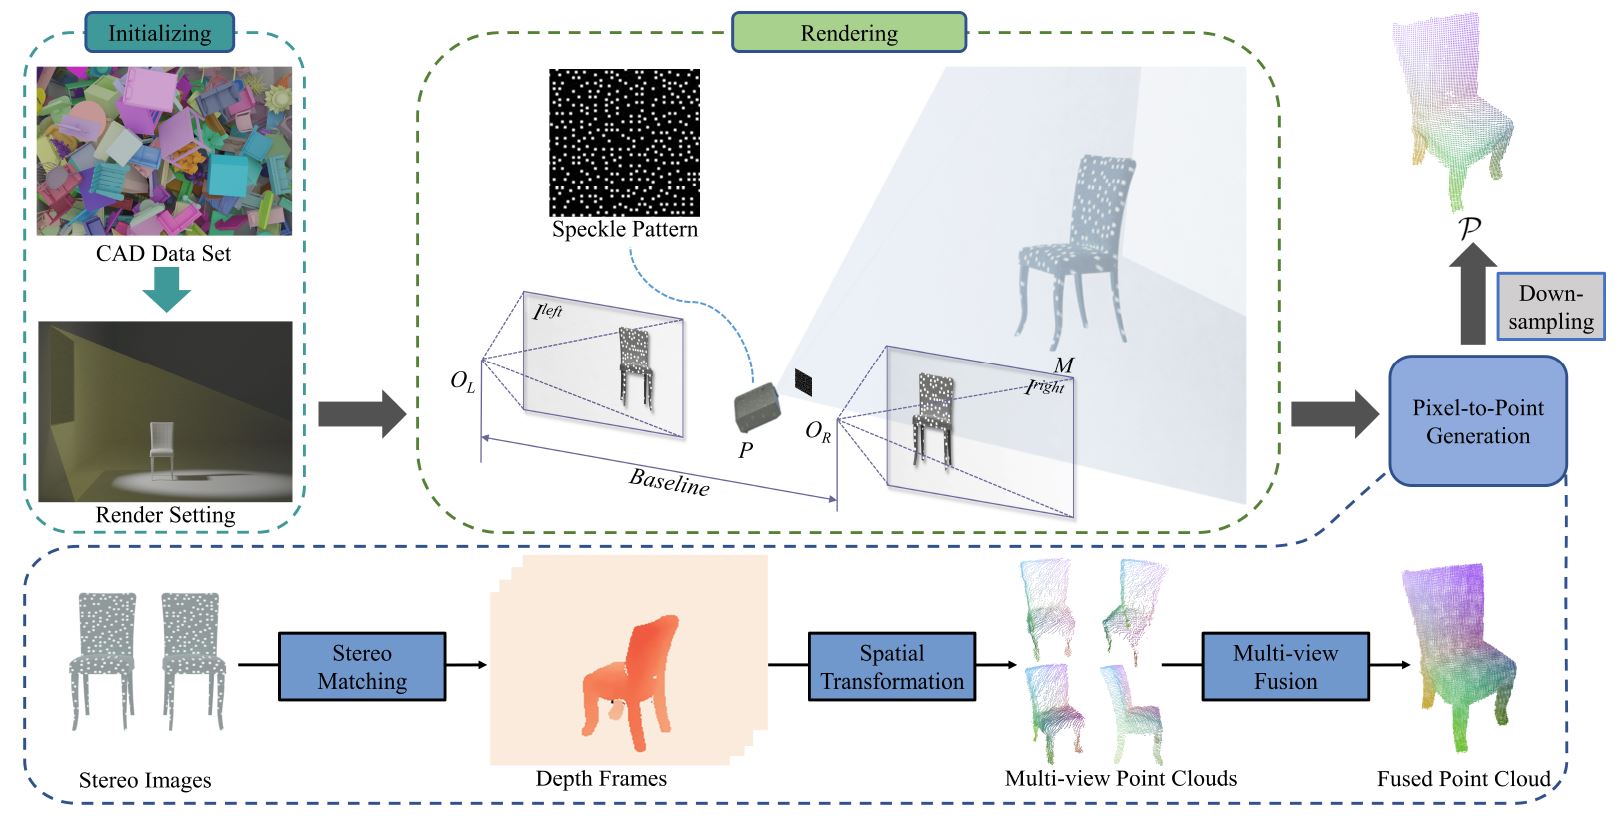 Initializing
CAD Data Set
Render Setting
Rendering
Speckle Pattern
I^left
O_L
P
Baseline
O_R
M
I^right
𝒫
Down-
sampling
Pixel-to-Point
Generation
Stereo Images
Stereo
Matching
Depth Frames
Spatial
Transformation
Multi-view Point Clouds
Multi-view
Fusion
Fused Point Cloud